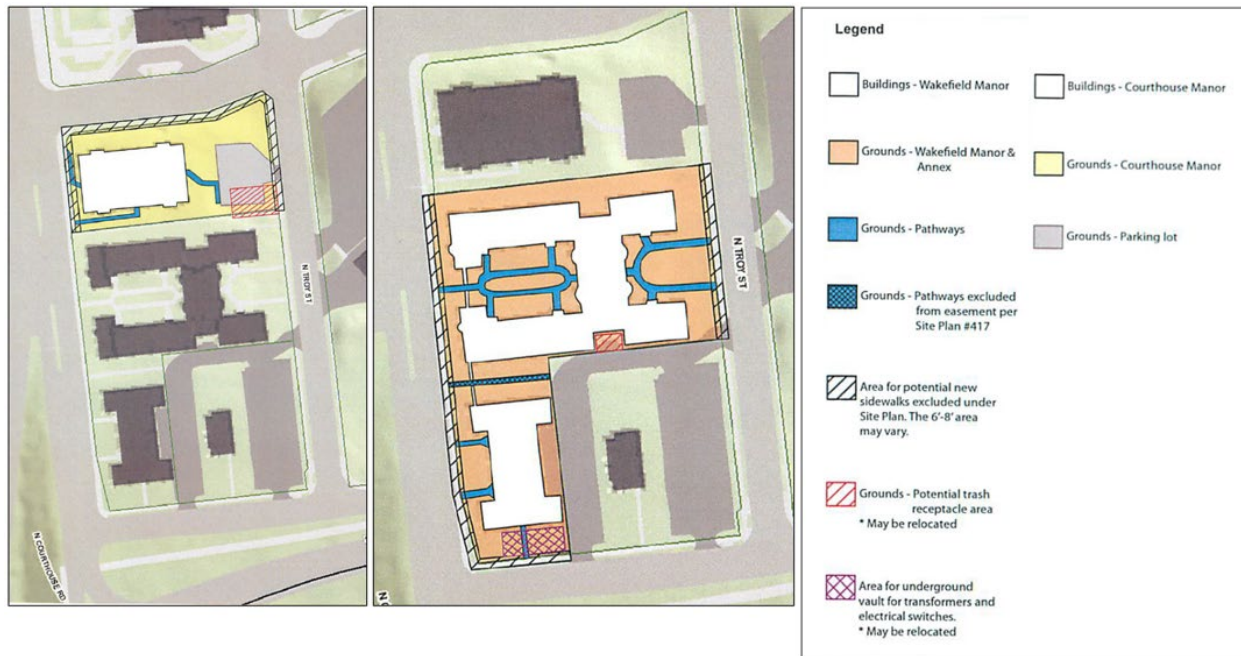 N TROY ST
N COURTHOUSE RD
N TROY ST
N C
Legend
Buildings - Wakefield Manor
Buildings - Courthouse Manor
Grounds - Wakefield Manor &
Annex
Grounds - Courthouse Manor
Grounds - Pathways
Grounds - Parking lot
Grounds - Pathways excluded
from easement per
Site Plan #417
Area for potential new
sidewalks excluded under
Site Plan. The 6'-8' area
may vary.
Grounds - Potential trash
receptacle area
* May be relocated
Area for underground
vault for transformers and
electrical switches.
* May be relocated